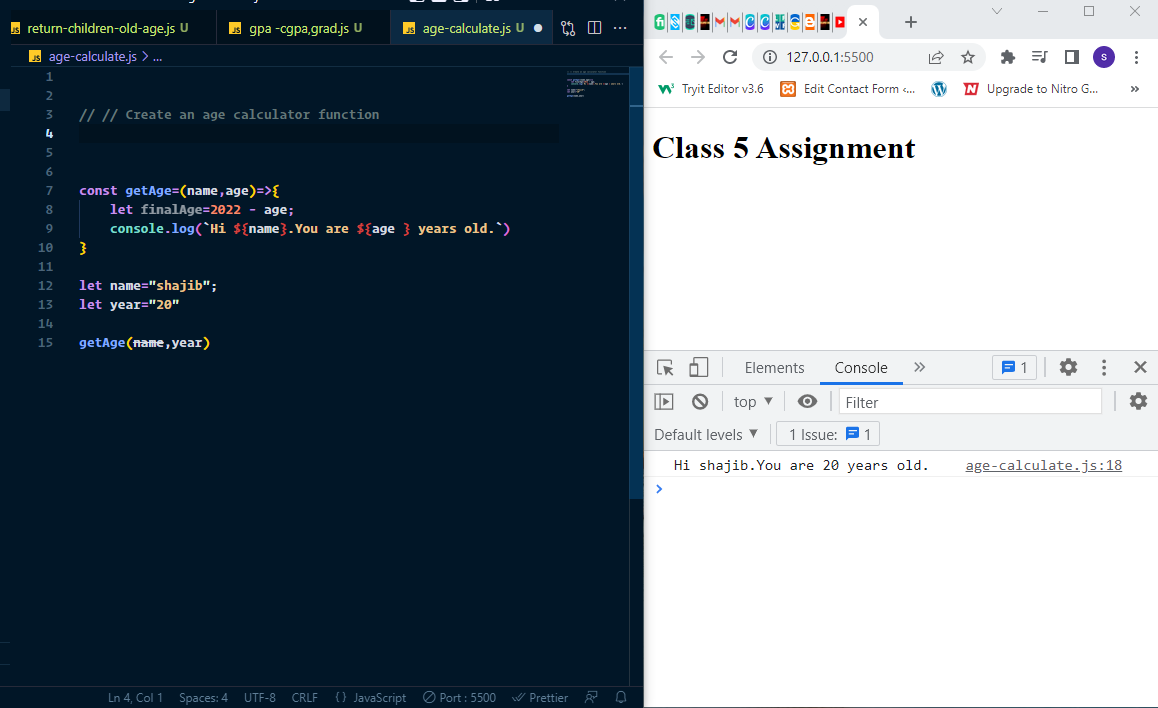 return-children-old-age.js U
gpa -cgpa,grad.js U
age-calculate.js U
age-calculate.js > ...
1
2
3 // // Create an age calculator function
4
5
6
7 const getAge=(name,age)=>{
8 let finalAge=2022 - age;
9 console.log(`Hi ${name}.You are ${age } years old.`)
10 }
11
12 let name="shajib";
13 let year="20"
14
15 getAge(name,year)
Ln 4, Col 1 Spaces: 4 UTF-8 CRLF {} JavaScript Port : 5500 Prettier
127.0.0.1:5500
S
Tryit Editor v3.6 Edit Contact Form ‹... Upgrade to Nitro G... »
Class 5 Assignment
Elements Console » 1
top ▼ Filter
Default levels ▼ 1 Issue: 1
Hi shajib.You are 20 years old. age-calculate.js:18
>